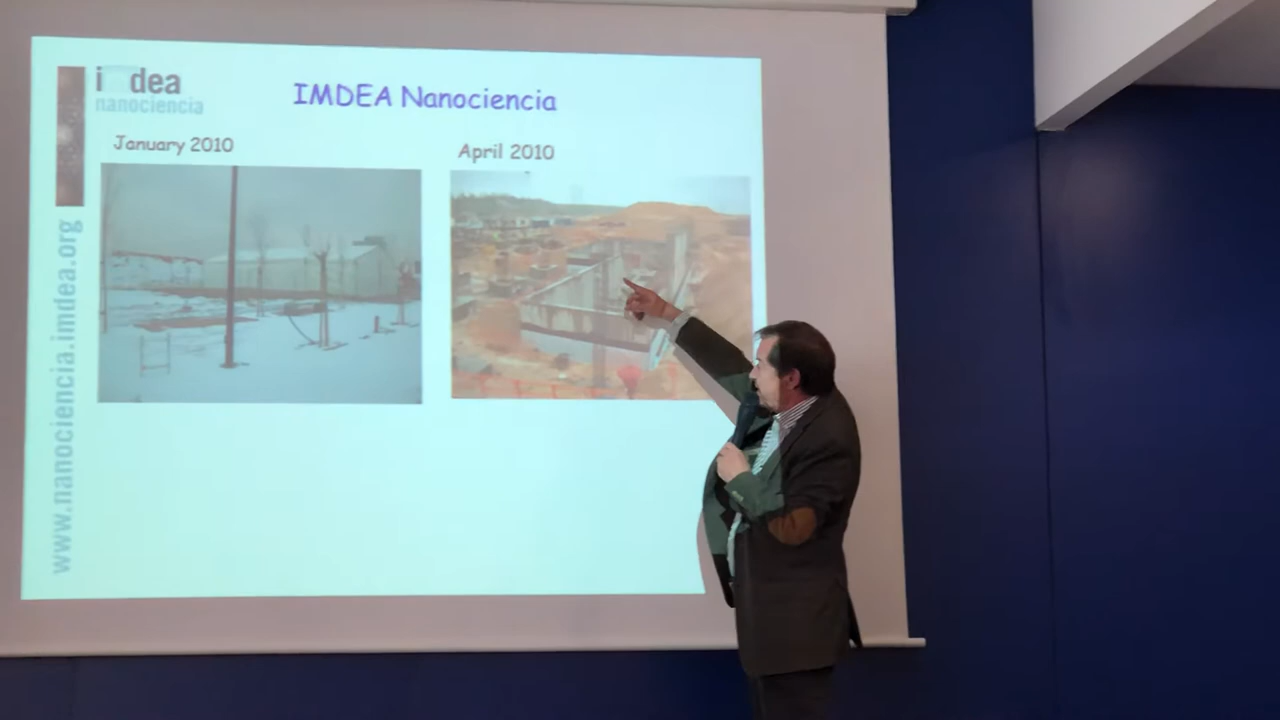 imdea
nanociencia
IMDEA Nanociencia
January 2010
April 2010
www.nanociencia.imdea.org